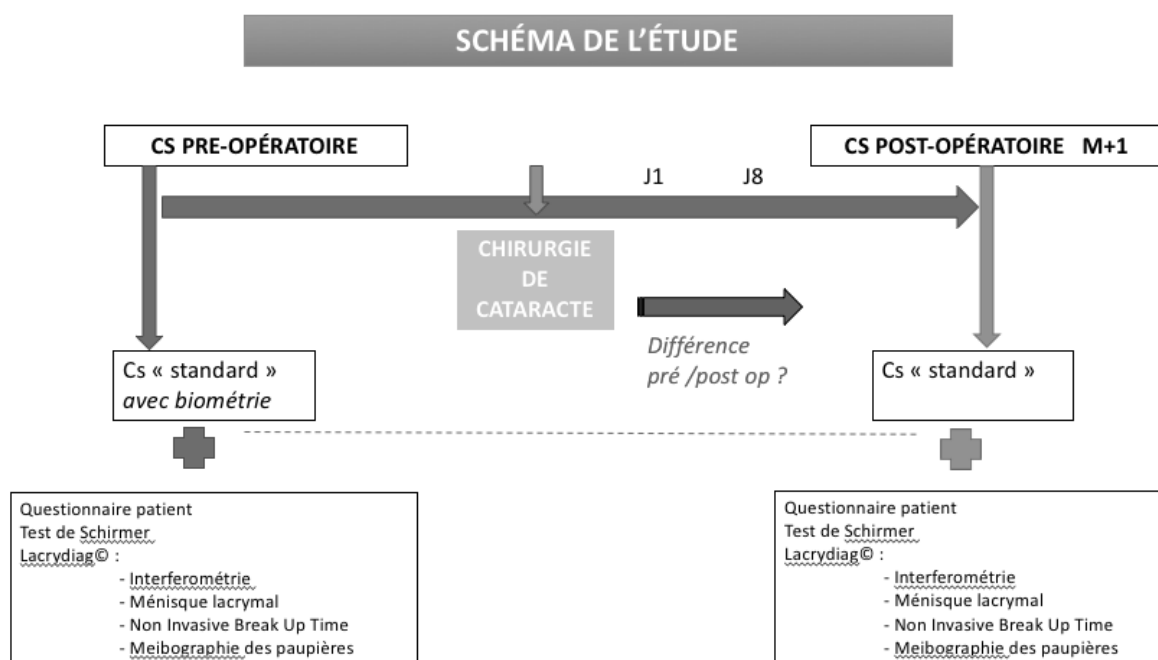 SCHÉMA DE L’ÉTUDE
CS PRE-OPÉRATOIRE
CS POST-OPÉRATOIRE M+1
J1 J8
CHIRURGIE
DE
CATARACTE
Différence
pré /post op ?
Cs « standard »
avec biométrie
Cs « standard »
Questionnaire patient
Test de Schirmer
Lacrydiag© :
- Interferométrie
- Ménisque lacrymal
- Non Invasive Break Up Time
- Meibographie des paupières
Questionnaire patient
Test de Schirmer
Lacrydiag© :
- Interferométrie
- Ménisque lacrymal
- Non Invasive Break Up Time
- Meibographie des paupières